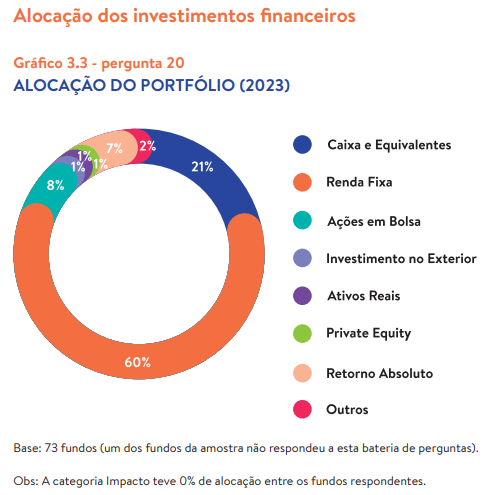 Alocação dos investimentos financeiros
Gráfico 3.3 - pergunta 20
ALOCAÇÃO DO PORTFÓLIO (2023)
2%
7%
1%
1%
1%
21%
8%
60%
Caixa e Equivalentes
Renda Fixa
Ações em Bolsa
Investimento no Exterior
Ativos Reais
Private Equity
Retorno Absoluto
Outros
Base: 73 fundos (um dos fundos da amostra não respondeu a esta bateria de perguntas).
Obs: A categoria Impacto teve 0% de alocação entre os fundos respondentes.